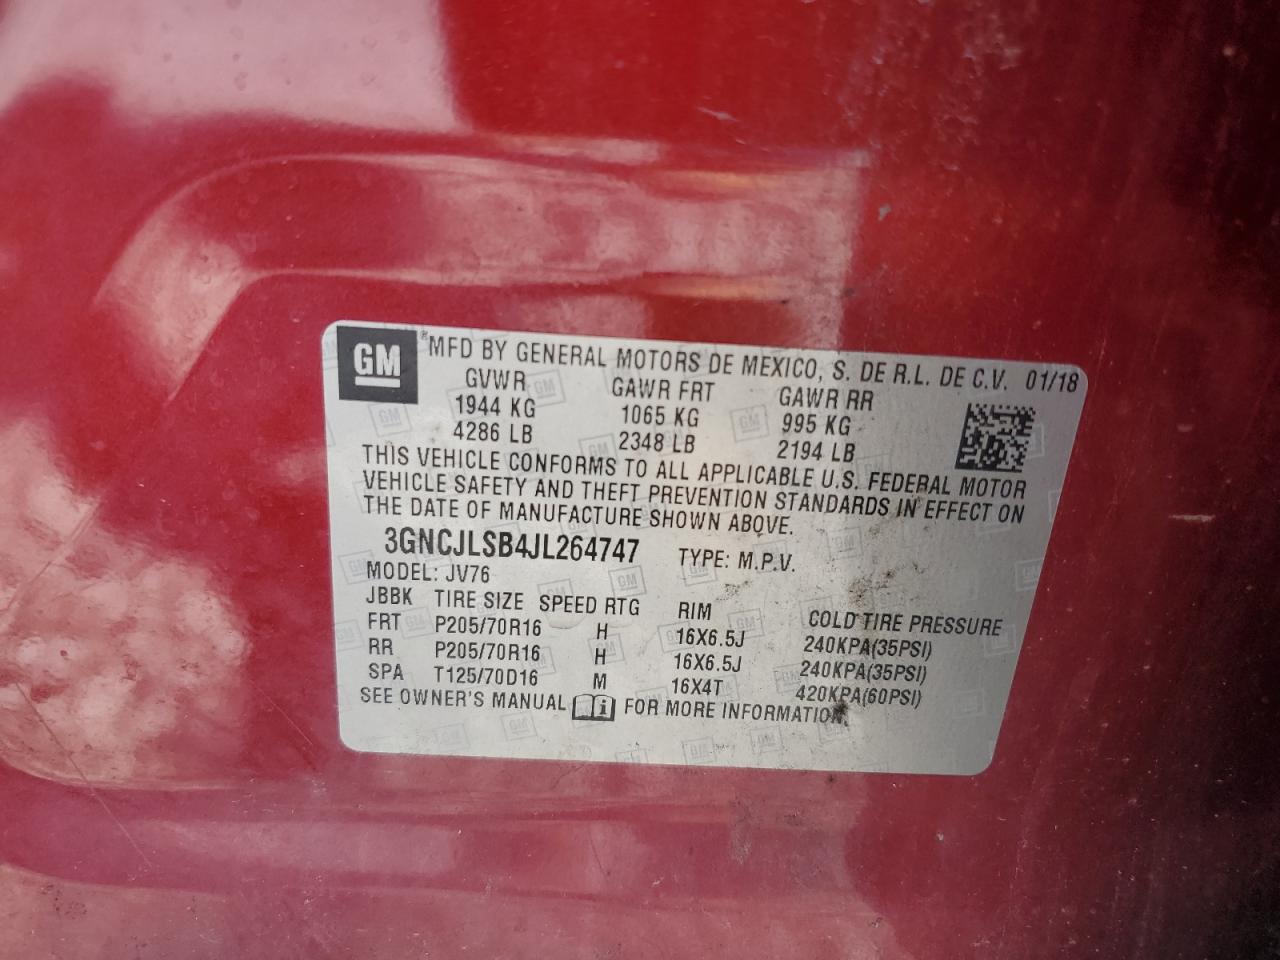 GM ®MFD BY GENERAL MOTORS DE MEXICO, S. DE R.L. DE C.V. 01/18
GVWR GAWR FRT GAWR RR
1944 KG 1065 KG 995 KG
4286 LB 2348 LB 2194 LB
THIS VEHICLE CONFORMS TO ALL APPLICABLE U.S. FEDERAL MOTOR
VEHICLE SAFETY AND THEFT PREVENTION STANDARDS IN EFFECT ON
THE DATE OF MANUFACTURE SHOWN ABOVE.
3GNCJLSB4JL264747 TYPE: M.P.V.
MODEL: JV76
JBBK TIRE SIZE SPEED RTG RIM COLD TIRE PRESSURE
FRT P205/70R16 H 16X6.5J 240KPA(35PSI)
RR P205/70R16 H 16X6.5J 240KPA(35PSI)
SPA T125/70D16 M 16X4T 420KPA(60PSI)
SEE OWNER'S MANUAL FOR MORE INFORMATION.